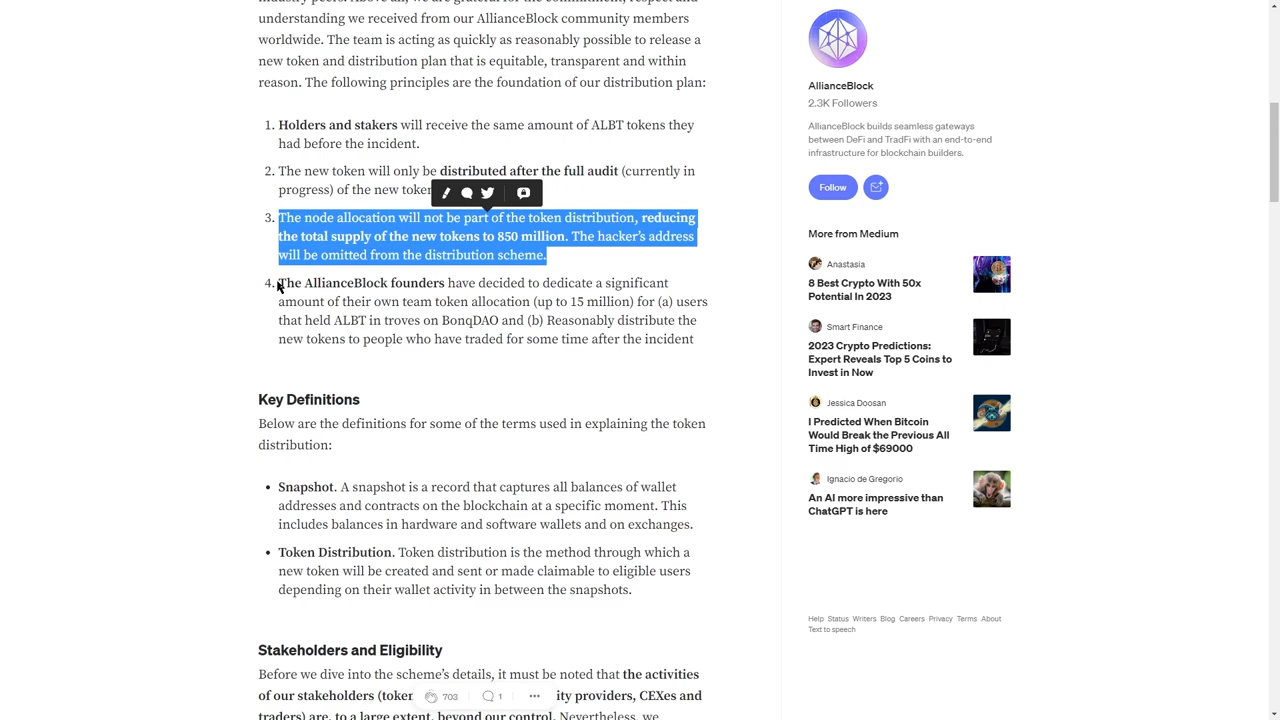 understanding we received from our AllianceBlock community members
worldwide. The team is acting as quickly as reasonably possible to release a
new token and distribution plan that is equitable, transparent and within
reason. The following principles are the foundation of our distribution plan:
1. Holders and stakers will receive the same amount of ALBT tokens they
had before the incident.
2. The new token will only be distributed after the full audit (currently in
progress) of the new token
3. The node allocation will not be part of the token distribution, reducing
the total supply of the new tokens to 850 million. The hacker's address
will be omitted from the distribution scheme.
4. The AllianceBlock founders have decided to dedicate a significant
amount of their own team token allocation (up to 15 million) for (a) users
that held ALBT in troves on BonqDAO and (b) Reasonably distribute the
new tokens to people who have traded for some time after the incident
Key Definitions
Below are the definitions for some of the terms used in explaining the token
distribution:
• Snapshot. A snapshot is a record that captures all balances of wallet
addresses and contracts on the blockchain at a specific moment. This
includes balances in hardware and software wallets and on exchanges.
• Token Distribution. Token distribution is the method through which a
new token will be created and sent or made claimable to eligible users
depending on their wallet activity in between the snapshots.
Stakeholders and Eligibility
Before we dive into the scheme's details, it must be noted that the activities
of our stakeholders (token ity providers, CEXes and
traders) are, to a large extent, beyond our control. Nevertheless, we
703 1
AllianceBlock
2.3K Followers
AllianceBlock builds seamless gateways
between DeFi and TradFi with an end-to-end
infrastructure for blockchain builders.
Follow
More from Medium
Anastasia
8 Best Crypto With 50x
Potential In 2023
Smart Finance
2023 Crypto Predictions:
Expert Reveals Top 5 Coins to
Invest in Now
Jessica Doosan
I Predicted When Bitcoin
Would Break the Previous All
Time High of $69000
Ignacio de Gregorio
An AI more impressive than
ChatGPT is here
Help Status Writers Blog Careers Privacy Terms About
Text to speech